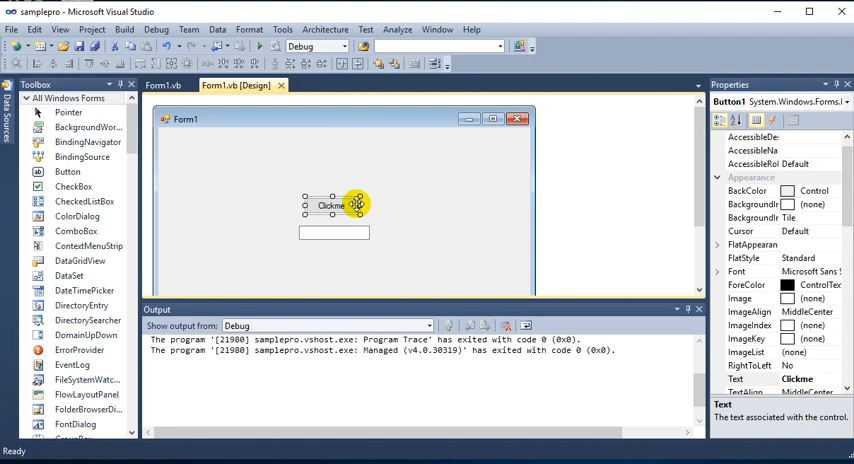 samplepro - Microsoft Visual Studio
File Edit View Project Build Debug Team Data Format Tools Architecture Test Analyze Window Help
Debug
Toolbox
Form1.vb Form1.vb [Design]
Properties
Data Sources
All Windows Forms
Pointer
BackgroundWor...
BindingNavigator
BindingSource
Button
CheckBox
CheckedListBox
ColorDialog
ComboBox
ContextMenuStrip
DataGridView
DataSet
DateTimePicker
DirectoryEntry
DirectorySearcher
DomainUpDown
ErrorProvider
EventLog
FileSystemWatc...
FlowLayoutPanel
FolderBrowserDi...
FontDialog
Form1
Clickme
Button1 System.Windows.Forms.
AccessibleDe
AccessibleNa
AccessibleRol Default
Appearance
BackColor Control
BackgroundIr (none)
BackgroundIr Tile
Cursor Default
FlatAppearan
FlatStyle Standard
Font Microsoft Sans S
ForeColor ControlText
Image (none)
ImageAlign MiddleCenter
ImageIndex (none)
ImageKey (none)
ImageList (none)
RightToLeft No
Text Clickme
TextAlign MiddleCenter
Text
The text associated with the control.
Output
Show output from: Debug
The program '[21980] samplepro.vshost.exe: Program Trace' has exited with code 0 (0x0).
The program '[21980] samplepro.vshost.exe: Managed (v4.0.30319)' has exited with code 0 (0x0).
Ready